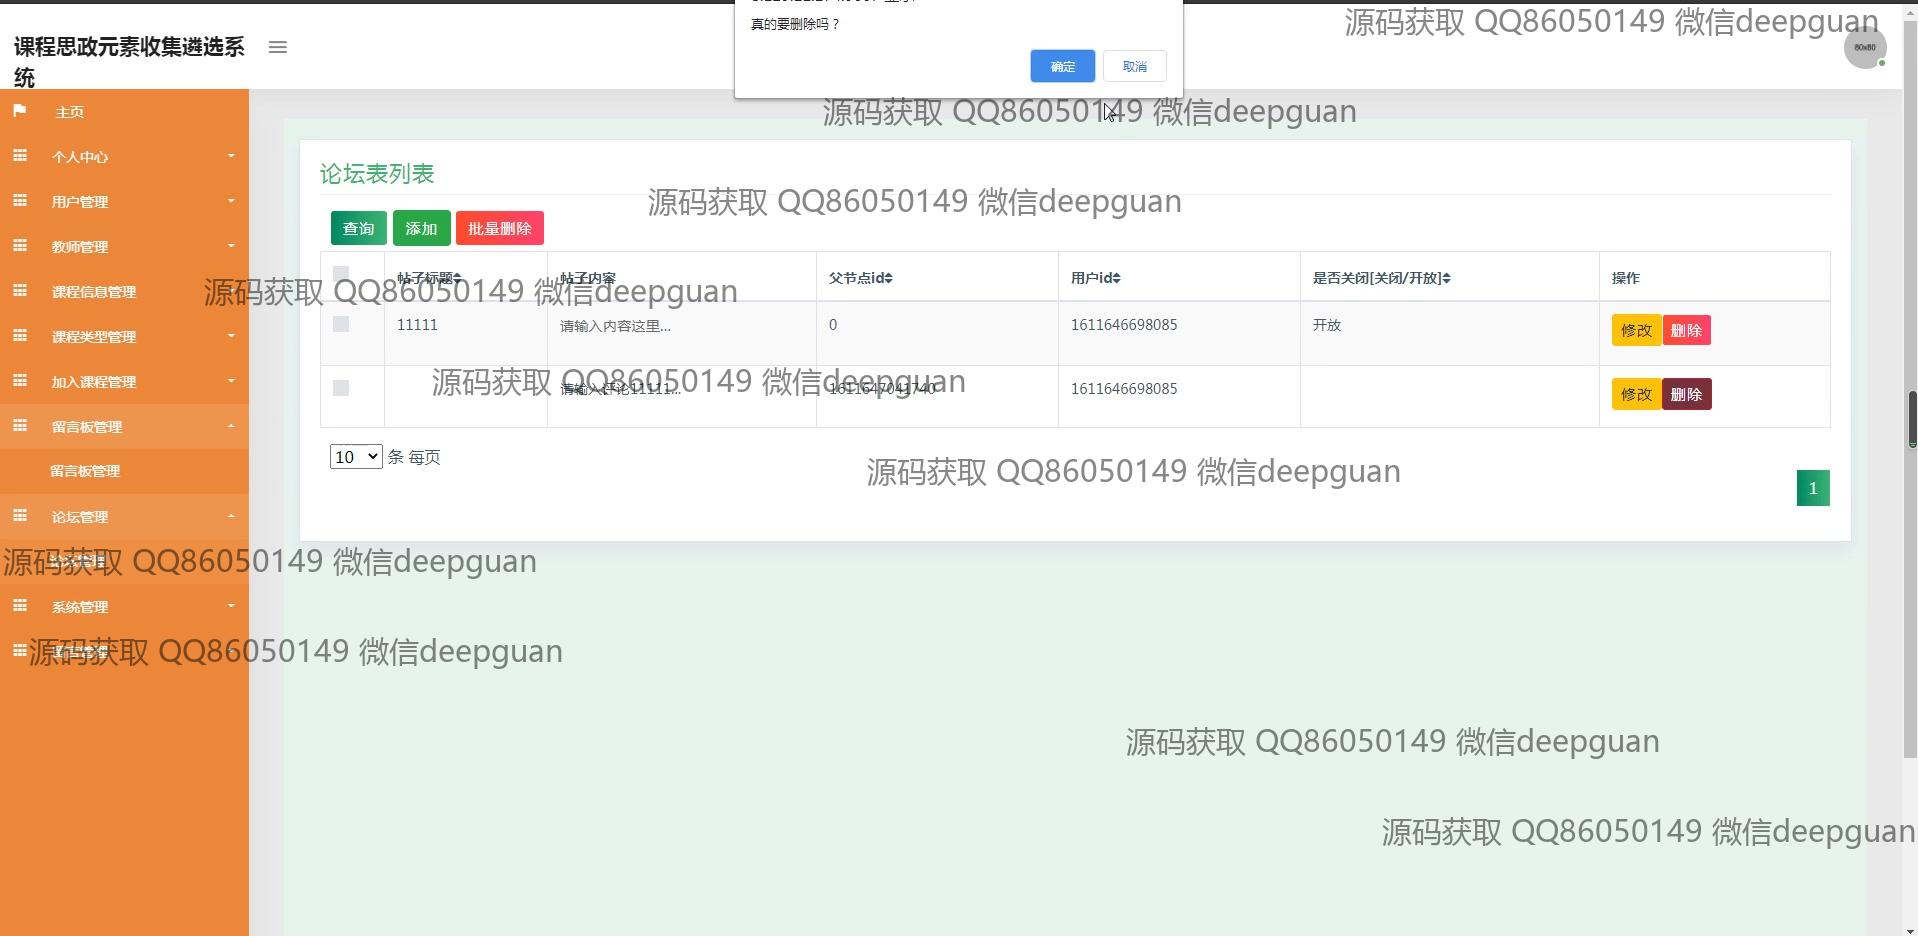 真的要删除吗？
确定
取消
源码获取 QQ86050149 微信deepguan
80x80
课程思政元素收集遴选系
统
源码获取 QQ86050149 微信deepguan
主页
个人中心
用户管理
教师管理
课程信息管理
课程类型管理
加入课程管理
留言板管理
留言板管理
论坛管理
系统管理
论坛表列表
源码获取 QQ86050149 微信deepguan
查询
添加
批量删除
帖子标题
帖子内容
父节点id
用户id
是否关闭[关闭/开放]
操作
源码获取 QQ86050149 微信deepguan
11111
请输入内容这里...
0
1611646698085
开放
修改
删除
源码获取 QQ86050149 微信deepguan
请输入评论11111...
1611647041740
1611646698085
修改
删除
10
条 每页
源码获取 QQ86050149 微信deepguan
1
源码获取 QQ86050149 微信deepguan
源码获取 QQ86050149 微信deepguan
源码获取 QQ86050149 微信deepguan
源码获取 QQ86050149 微信deepguan